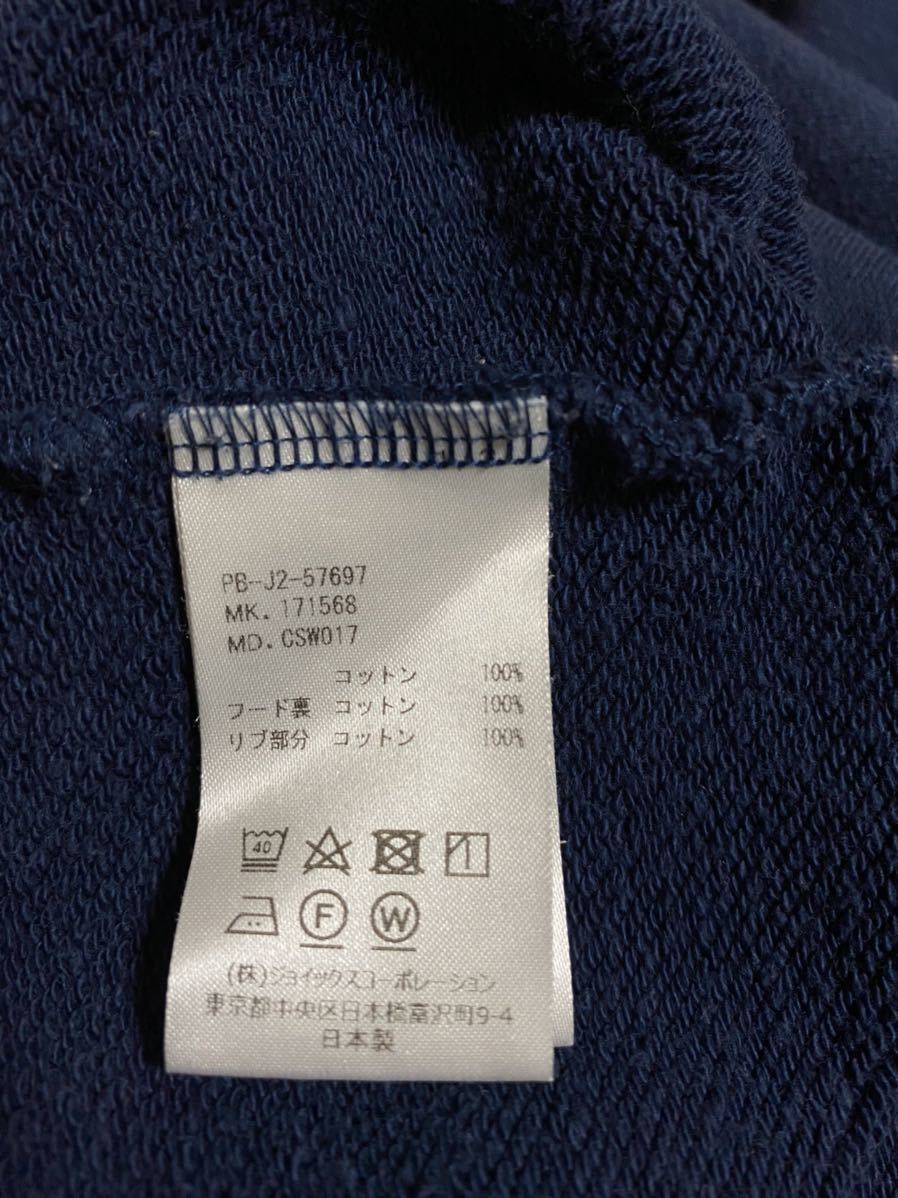 PB-J2-57697
MK. 171568
MD. CSW017
コットン 100%
フード裏 コットン 100%
リブ部分 コットン 100%
40
F W
(株)ジョイックスコーポレーション
東京都中央区日本橋富沢町9-4
日本製